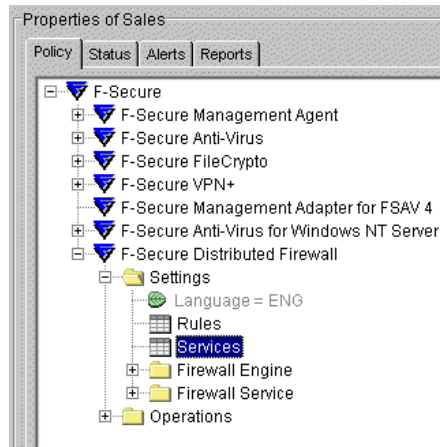 Properties of Sales
Policy Status Alerts Reports
F-Secure
F-Secure Management Agent
F-Secure Anti-Virus
F-Secure FileCrypto
F-Secure VPN+
F-Secure Management Adapter for FSAV 4
F-Secure Anti-Virus for Windows NT Server
F-Secure Distributed Firewall
Settings
Language = ENG
Rules
Services
Firewall Engine
Firewall Service
Operations